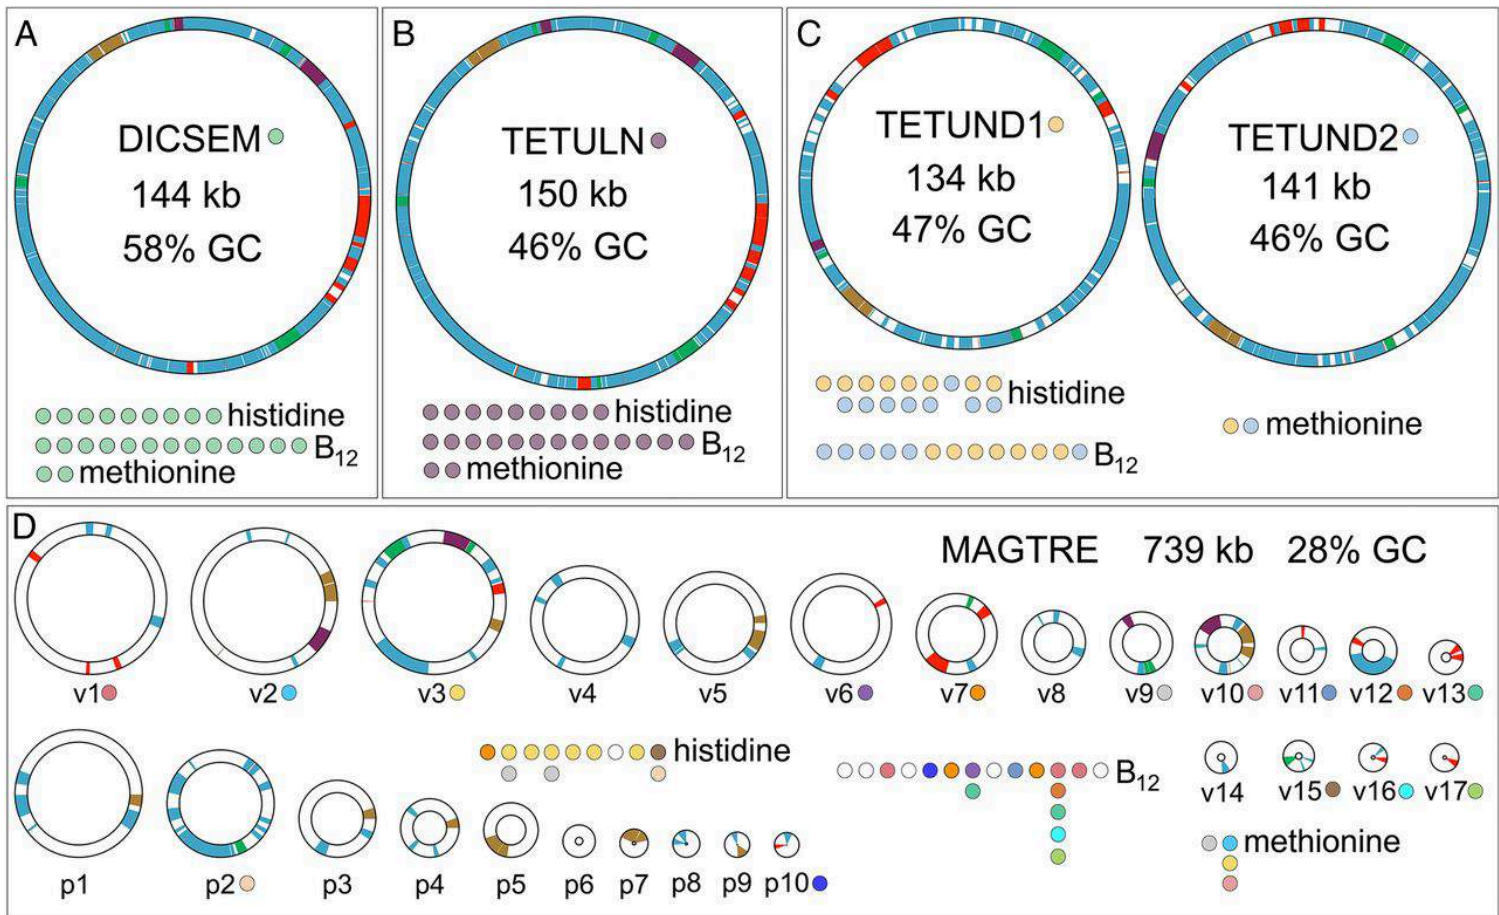 A
DICSEM
144 kb
58% GC
histidine
B12
methionine
B
TETULN
150 kb
46% GC
histidine
B12
methionine
C
TETUND1
134 kb
47% GC
TETUND2
141 kb
46% GC
histidine
methionine
B12
D
MAGTRE 739 kb 28% GC
v1 v2 v3 v4 v5 v6 v7 v8 v9 v10 v11 v12 v13
histidine
B12
v14 v15 v16 v17
methionine
p1 p2 p3 p4 p5 p6 p7 p8 p9 p10